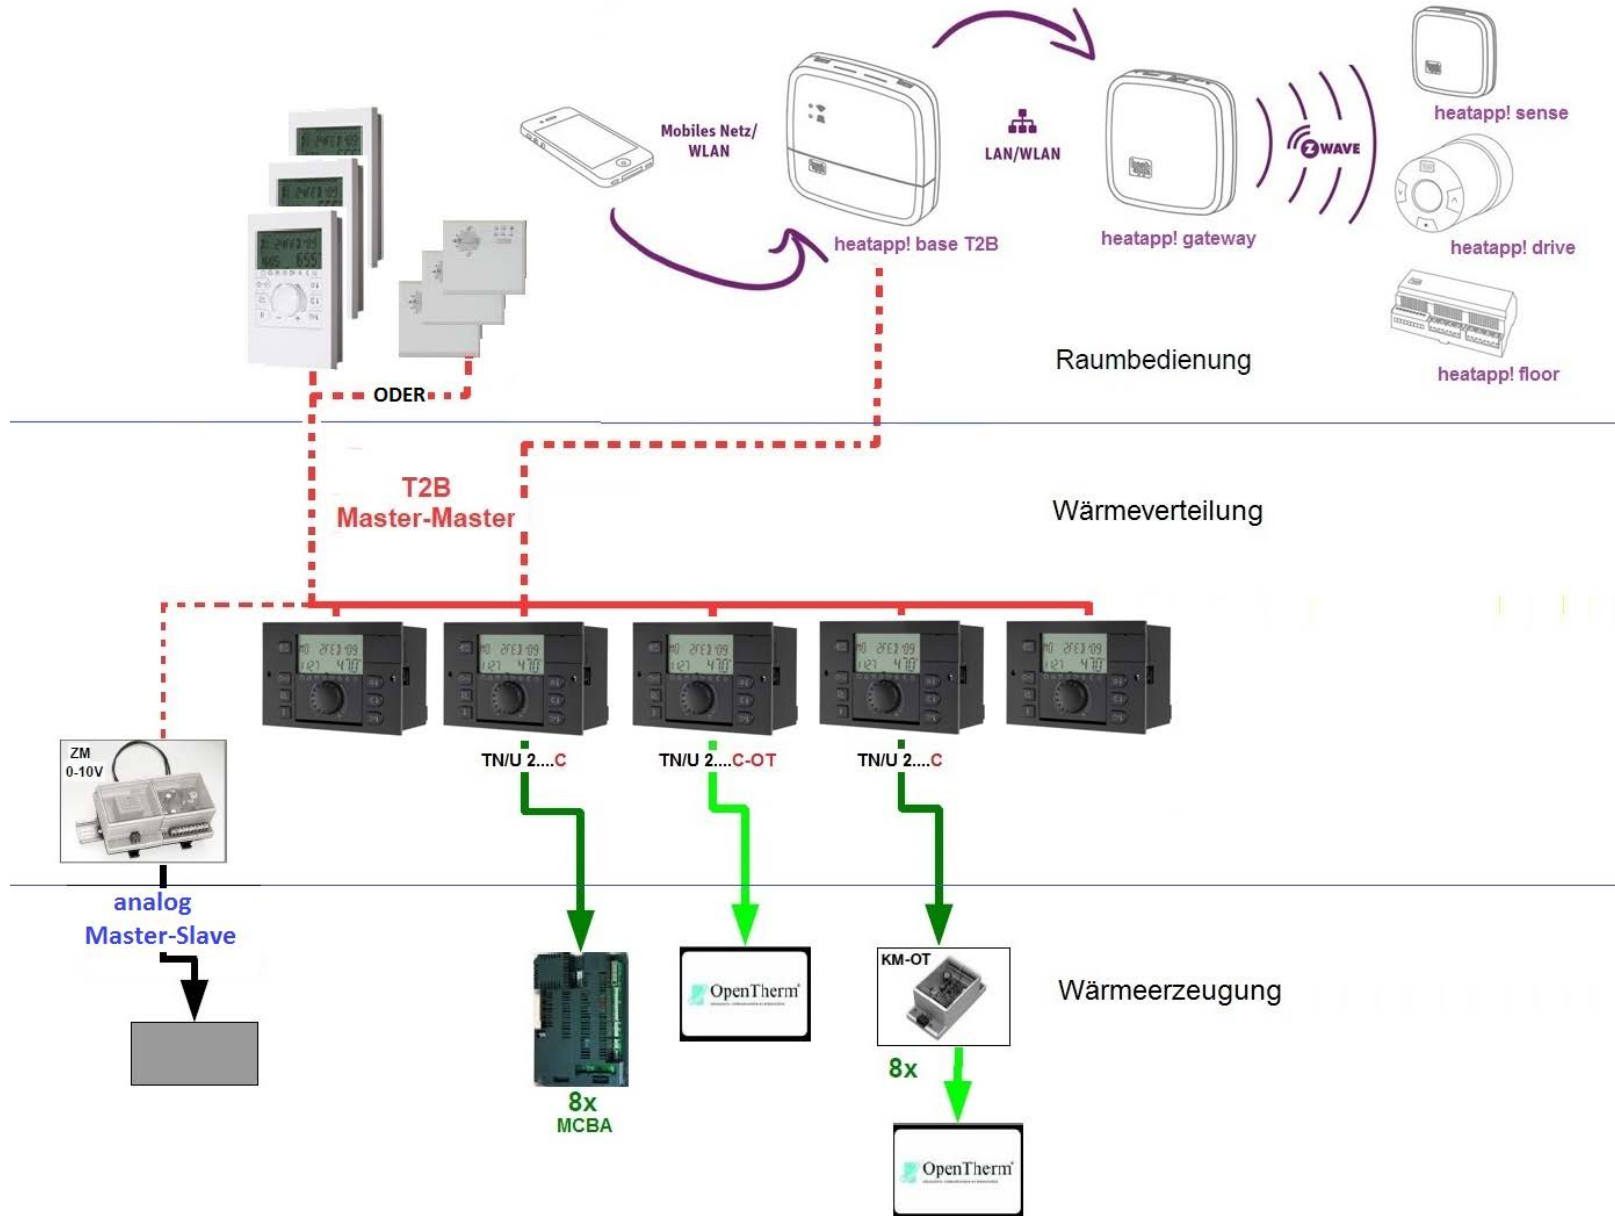 Mobiles Netz/
WLAN
LAN/WLAN
Z WAVE
heatapp! sense
heatapp! base T2B
heatapp! gateway
heatapp! drive
heatapp! floor
Raumbedienung
ODER
T2B
Master-Master
Wärmeverteilung
ZM
0-10V
TN/U 2....C
TN/U 2....C-OT
TN/U 2....C
analog
Master-Slave
OpenTherm
KM-OT
Wärmeerzeugung
8x
MCBA
8x
OpenTherm